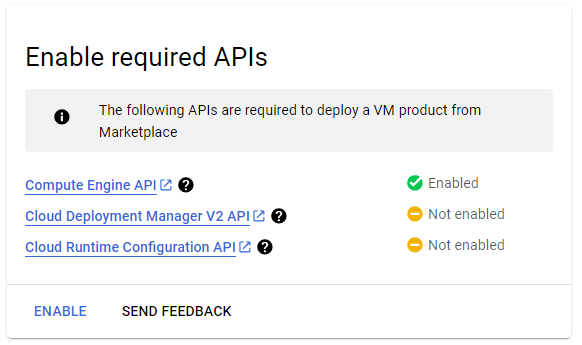 Enable required APIs
The following APIs are required to deploy a VM product from
Marketplace
Compute Engine API Enabled
Cloud Deployment Manager V2 API Not enabled
Cloud Runtime Configuration API Not enabled
ENABLE SEND FEEDBACK